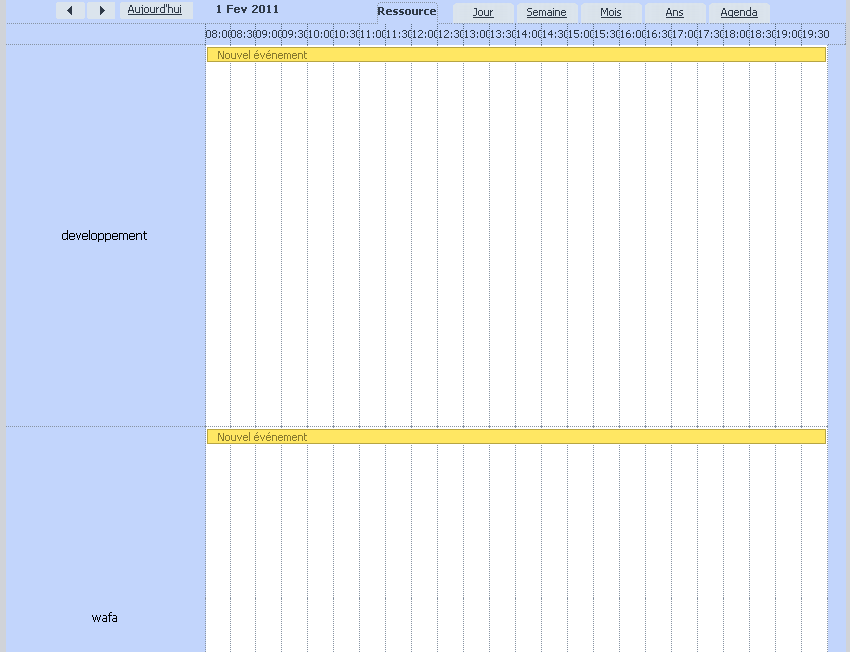 Aujourd'hui 1 Fev 2011 Ressource Jour Semaine Mois Ans Agenda
08:00 08:30 09:00 09:30 10:00 10:30 11:00 11:30 12:00 12:30 13:00 13:30 14:00 14:30 15:00 15:30 16:00 16:30 17:00 17:30 18:00 18:30 19:00 19:30
Nouvel événement
developpement
Nouvel événement
wafa